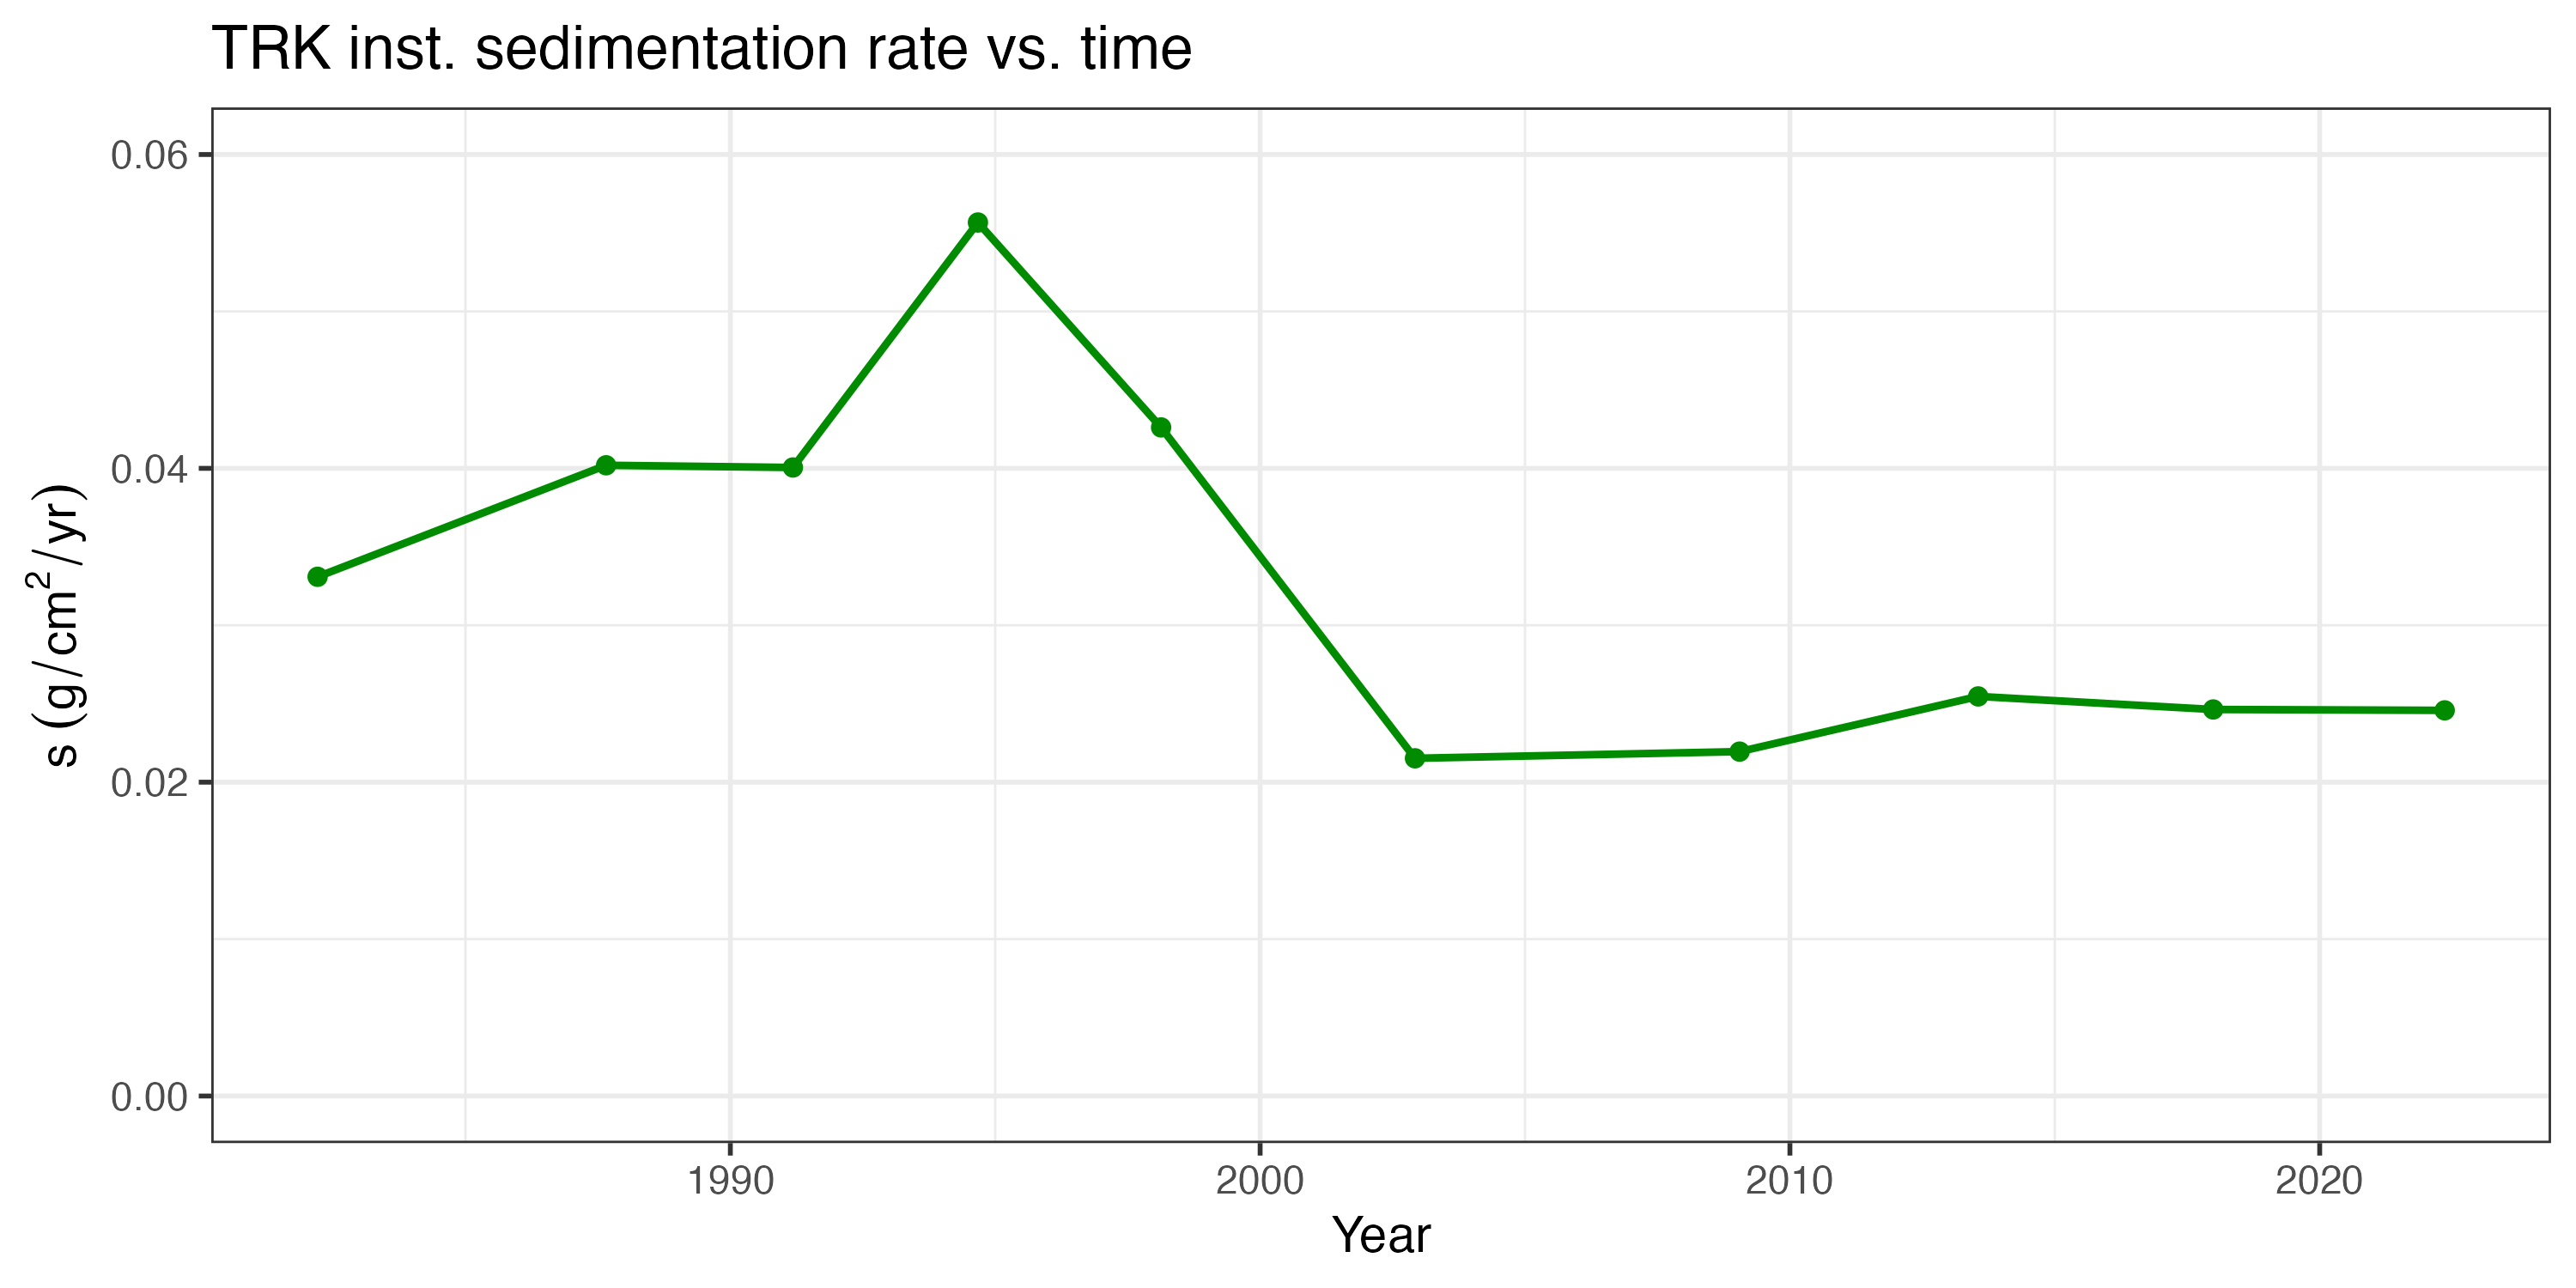 TRK inst. sedimentation rate vs. time
s (g/cm²/yr)
0.06
0.04
0.02
0.00
1990 2000 2010 2020
Year